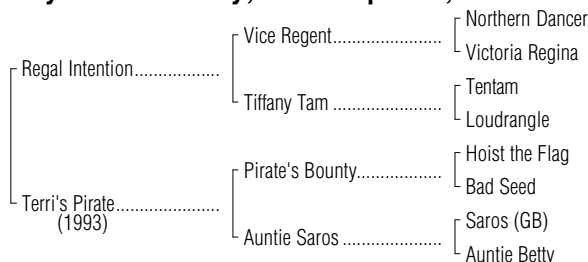 Northern Dancer
Vice Regent
Victoria Regina
Regal Intention
Tentam
Tiffany Tam
Loudrangle
Hoist the Flag
Pirate's Bounty
Bad Seed
Terri's Pirate
(1993)
Saros (GB)
Auntie Saros
Auntie Betty